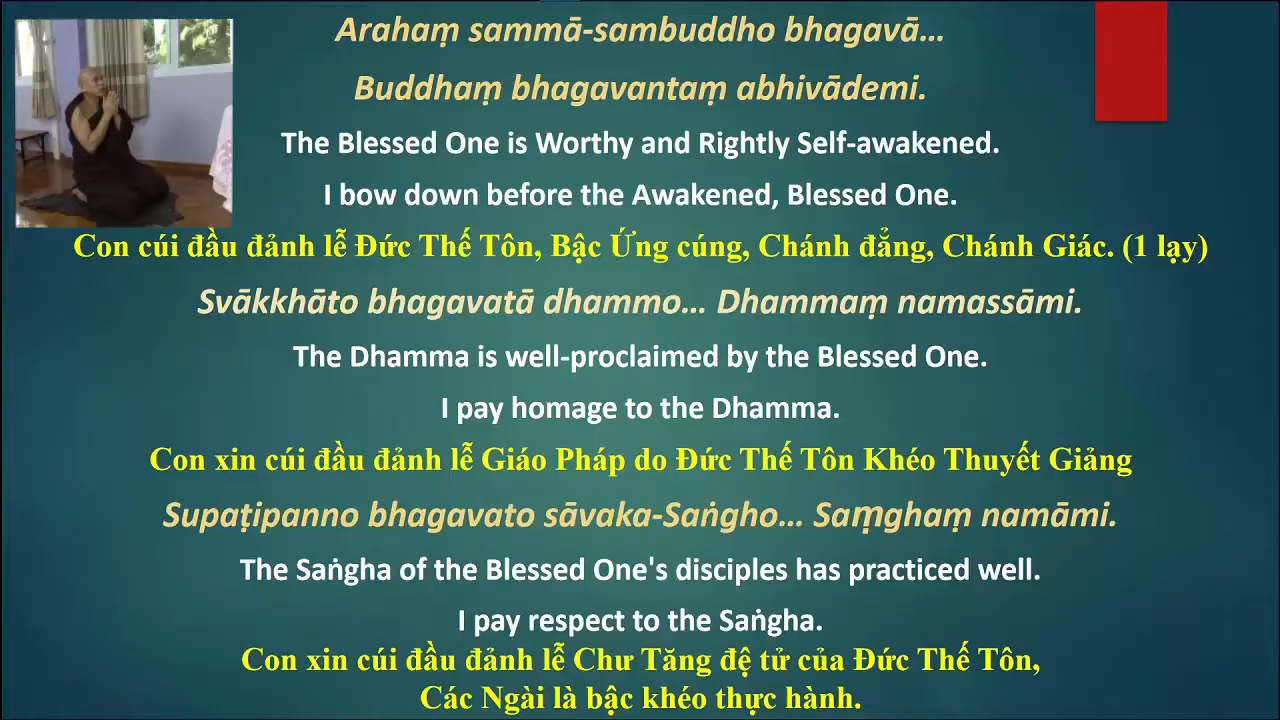 Arahaṃ sammā-sambuddho bhagavā...
Buddhaṃ bhagavantaṃ abhivādemi.
The Blessed One is Worthy and Rightly Self-awakened.
I bow down before the Awakened, Blessed One.
Con cúi đầu đảnh lễ Đức Thế Tôn, Bậc Ứng cúng, Chánh đẳng, Chánh Giác. (1 lạy)
Svākkhāto bhagavatā dhammo... Dhammaṃ namassāmi.
The Dhamma is well-proclaimed by the Blessed One.
I pay homage to the Dhamma.
Con xin cúi đầu đảnh lễ Giáo Pháp do Đức Thế Tôn Khéo Thuyết Giảng
Supaṭipanno bhagavato sāvaka-Saṅgho... Saṃghaṃ namāmi.
The Saṅgha of the Blessed One's disciples has practiced well.
I pay respect to the Saṅgha.
Con xin cúi đầu đảnh lễ Chư Tăng đệ tử của Đức Thế Tôn,
Các Ngài là bậc khéo thực hành.